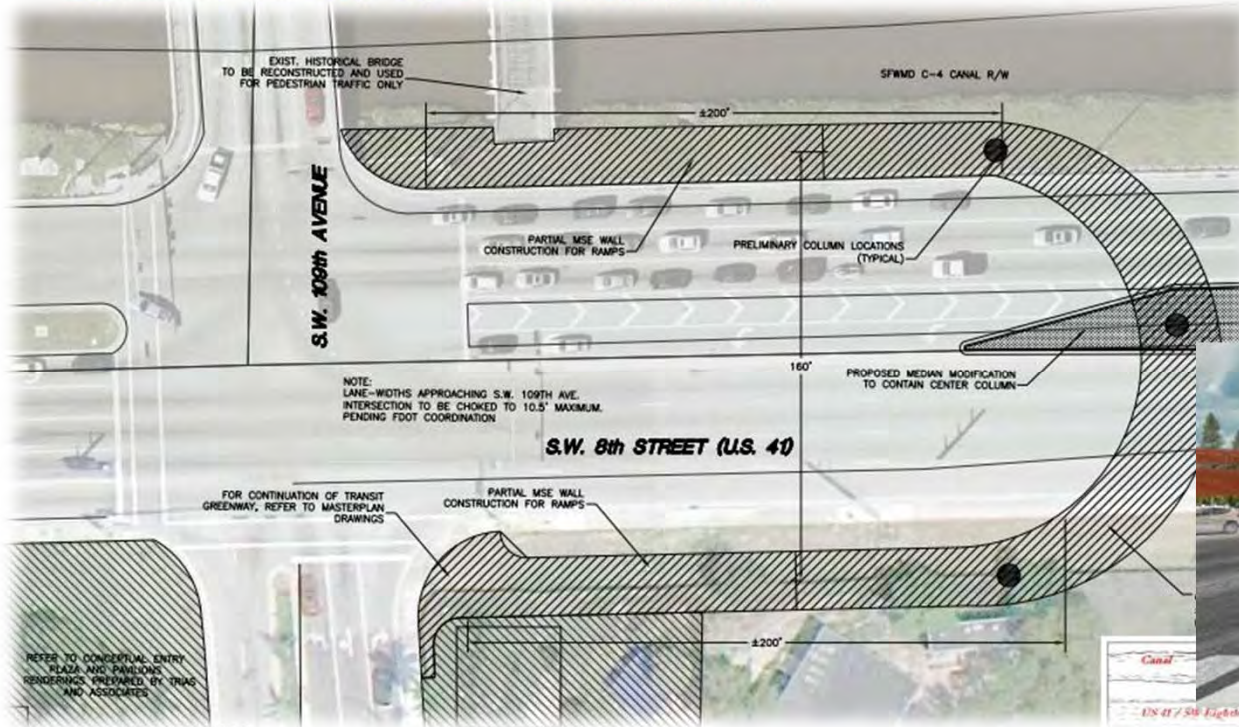 EXIST. HISTORICAL BRIDGE
TO BE RECONSTRUCTED AND USED
FOR PEDESTRIAN TRAFFIC ONLY
SFWMD C-4 CANAL R/W
±200'
S.W. 109th AVENUE
PARTIAL MSE WALL
CONSTRUCTION FOR RAMPS
PRELIMINARY COLUMN LOCATIONS
(TYPICAL)
160'
PROPOSED MEDIAN MODIFICATION
TO CONTAIN CENTER COLUMN
NOTE:
LANE-WIDTHS APPROACHING S.W. 109TH AVE.
INTERSECTION TO BE CHOKED TO 10.5' MAXIMUM.
PENDING FDOT COORDINATION
S.W. 8th STREET (U.S. 41)
FOR CONTINUATION OF TRANSIT
GREENWAY, REFER TO MASTERPLAN
DRAWINGS
PARTIAL MSE WALL
CONSTRUCTION FOR RAMPS
±200'
REFER TO CONCEPTUAL ENTRY
PLAZA AND PAVILIONS
RENDERINGS PREPARED BY TRIAS
AND ASSOCIATES
Canal
US 41 / SW